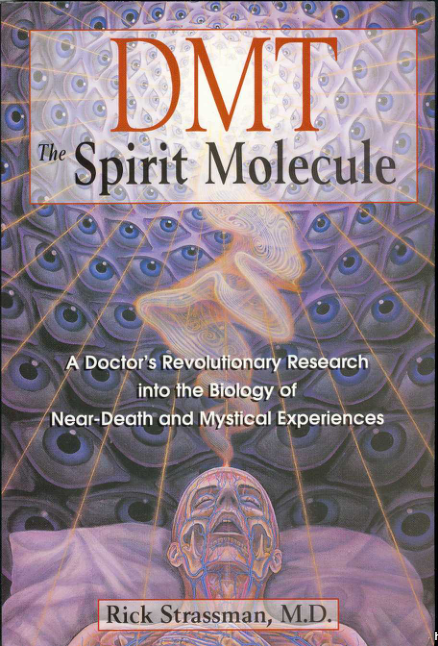 DMT
The Spirit Molecule
A Doctor's Revolutionary Research
into the Biology of
Near-Death and Mystical Experiences
Rick Strassman, M.D.